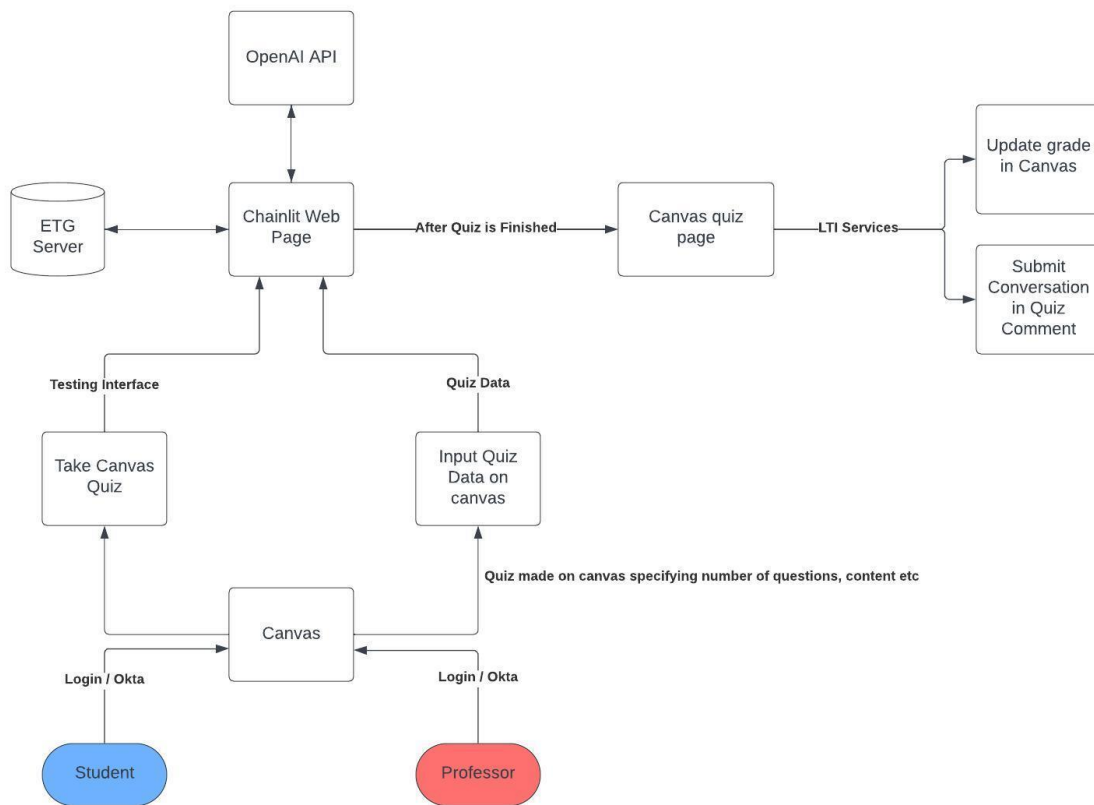 OpenAI API
ETG
Server
Chainlit Web
Page
After Quiz is Finished
Canvas quiz
page
LTI Services
Update grade
in Canvas
Submit
Conversation
in Quiz
Comment
Testing Interface
Quiz Data
Take Canvas
Quiz
Input Quiz
Data on
canvas
Quiz made on canvas specifying number of questions, content etc
Canvas
Login / Okta
Login / Okta
Student
Professor